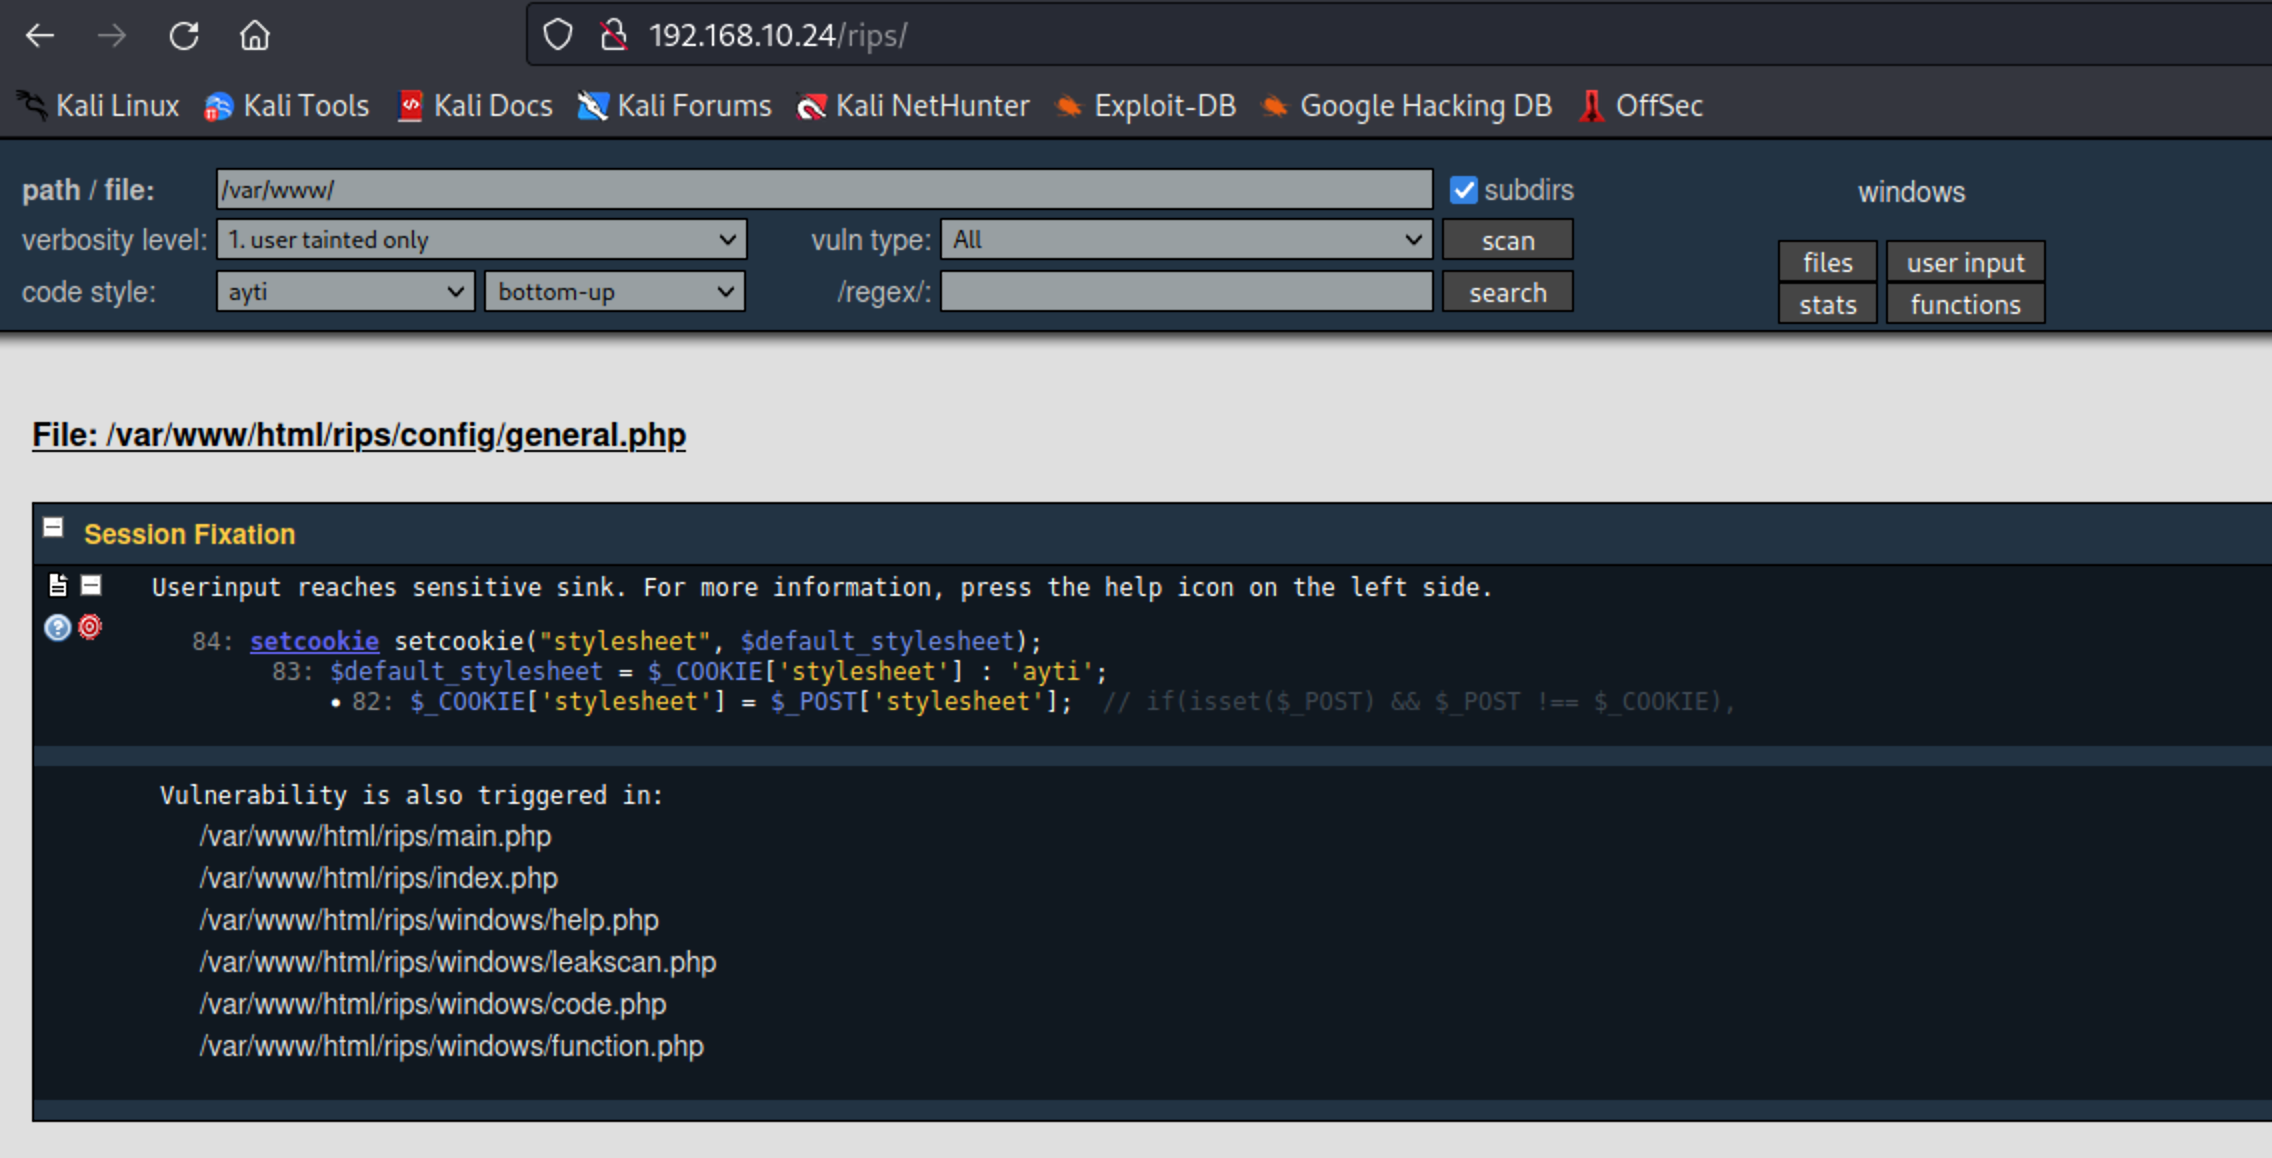 192.168.10.24/rips/
Kali Linux Kali Tools Kali Docs Kali Forums Kali NetHunter Exploit-DB Google Hacking DB OffSec
path / file: /var/www/ subdirs windows
verbosity level: 1. user tainted only vuln type: All scan files user input
code style: ayti bottom-up /regex/: search stats functions
File: /var/www/html/rips/config/general.php
Session Fixation
Userinput reaches sensitive sink. For more information, press the help icon on the left side.
84: setcookie setcookie("stylesheet", $default_stylesheet);
83: $default_stylesheet = $_COOKIE['stylesheet'] : 'ayti';
• 82: $_COOKIE['stylesheet'] = $_POST['stylesheet']; // if(isset($_POST) && $_POST !== $_COOKIE),
Vulnerability is also triggered in:
/var/www/html/rips/main.php
/var/www/html/rips/index.php
/var/www/html/rips/windows/help.php
/var/www/html/rips/windows/leakscan.php
/var/www/html/rips/windows/code.php
/var/www/html/rips/windows/function.php